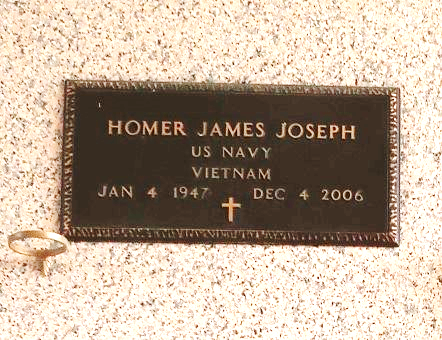 HOMER JAMES JOSEPH
US NAVY
VIETNAM
JAN 4 1947 DEC 4 2006